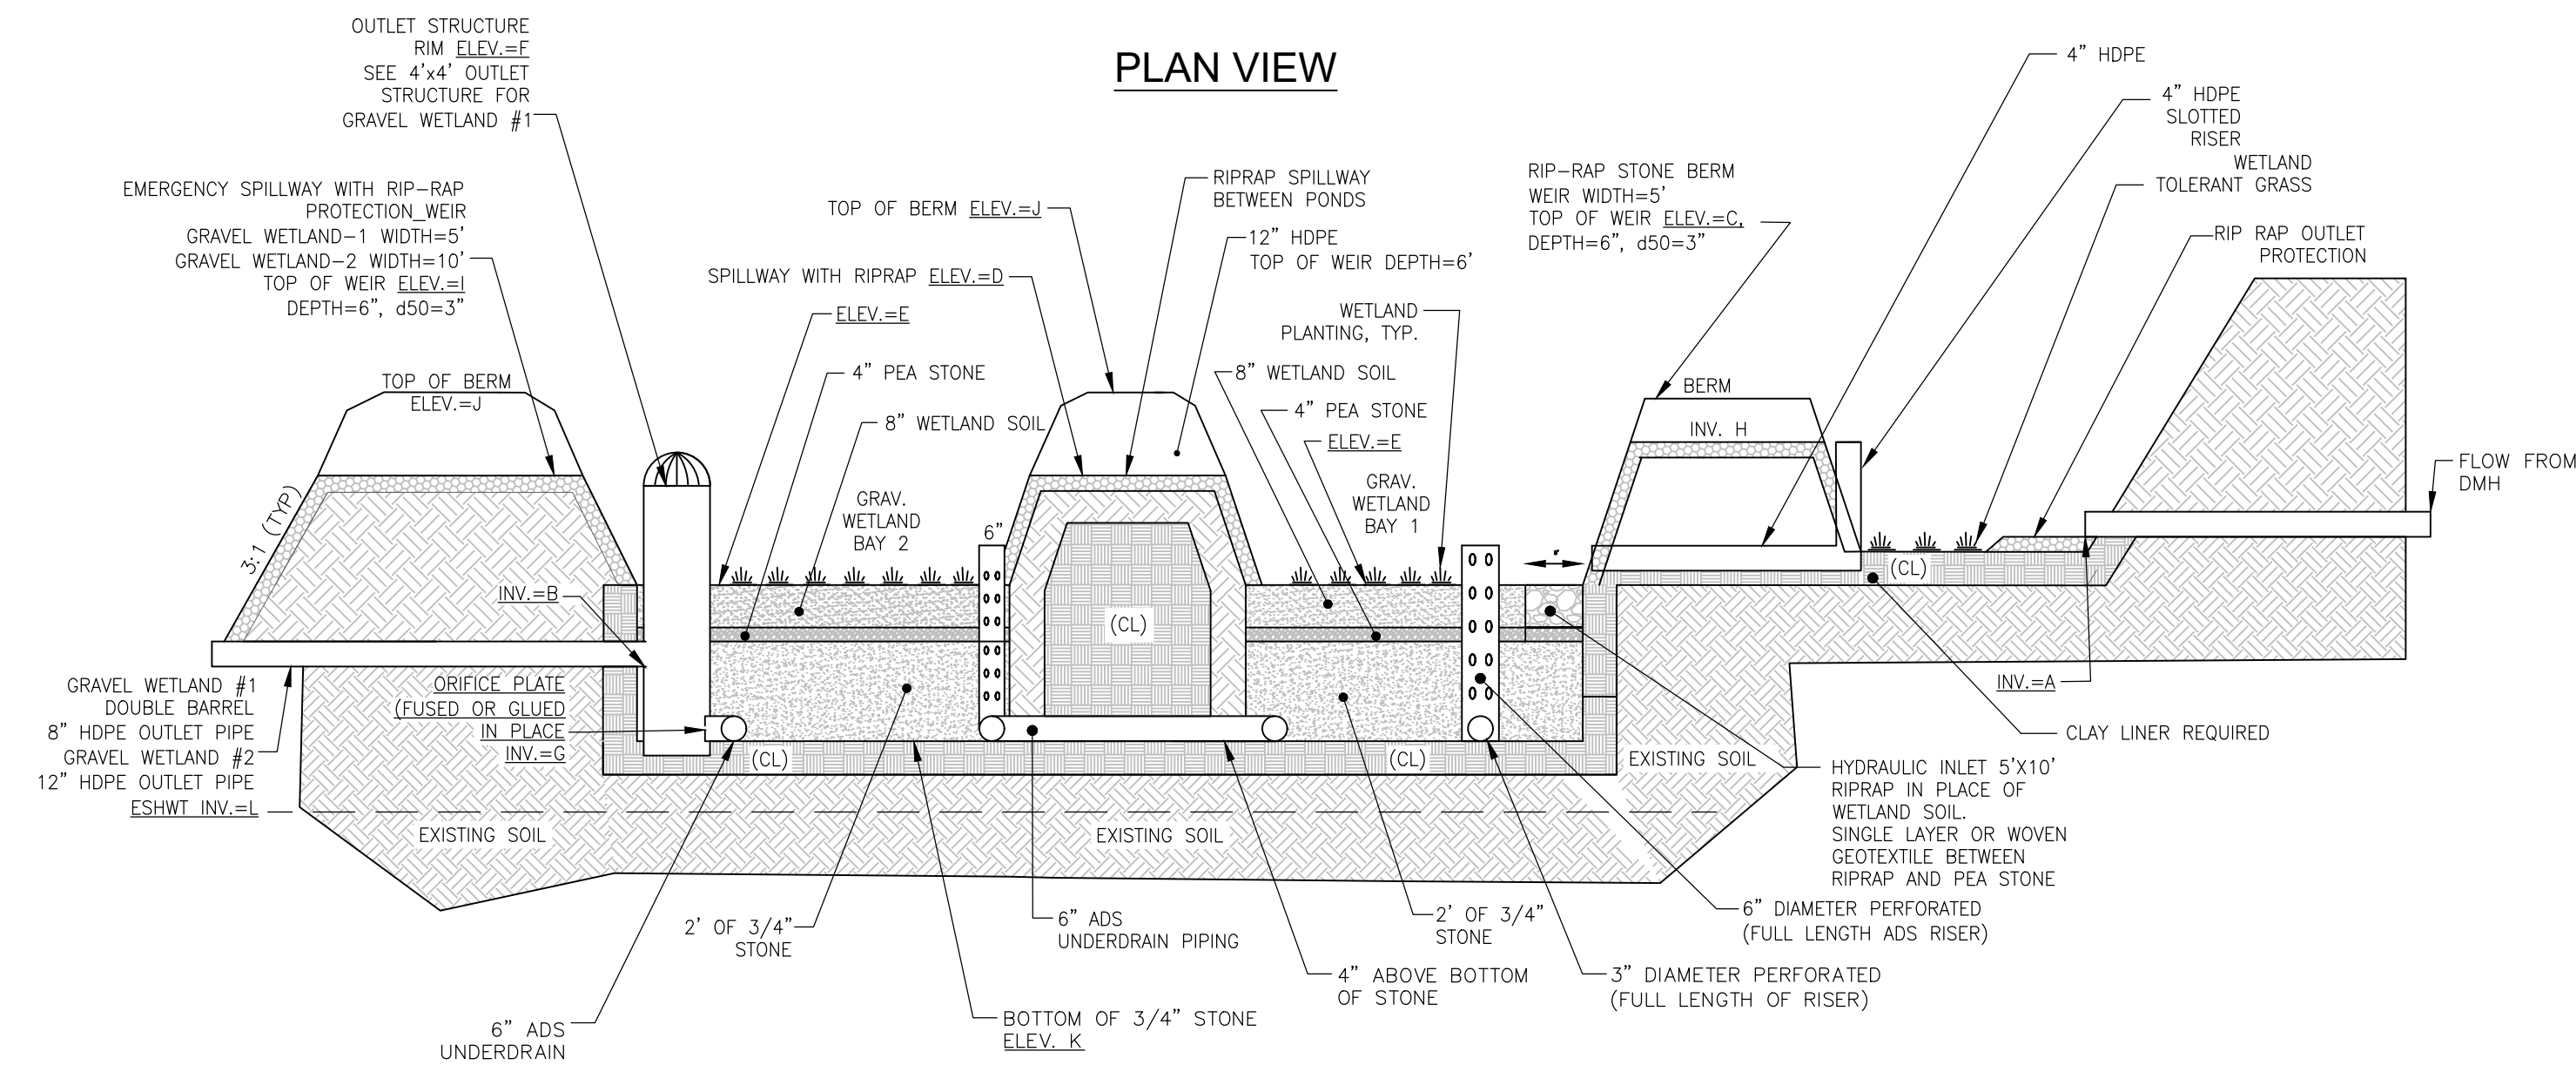 PLAN VIEW
OUTLET STRUCTURE
RIM ELEV.=F
SEE 4'x4' OUTLET
STRUCTURE FOR
GRAVEL WETLAND #1
EMERGENCY SPILLWAY WITH RIP-RAP
PROTECTION_WEIR
GRAVEL WETLAND-1 WIDTH=5'
GRAVEL WETLAND-2 WIDTH=10'
TOP OF WEIR ELEV.=I
DEPTH=6", d50=3"
TOP OF BERM
ELEV.=J
3:1 (TYP)
TOP OF BERM ELEV.=J
SPILLWAY WITH RIPRAP ELEV.=D
ELEV.=E
4" PEA STONE
8" WETLAND SOIL
GRAV.
WETLAND
BAY 2
6"
RIPRAP SPILLWAY
BETWEEN PONDS
12" HDPE
TOP OF WEIR DEPTH=6'
WETLAND
PLANTING, TYP.
8" WETLAND SOIL
4" PEA STONE
ELEV.=E
GRAV.
WETLAND
BAY 1
RIP-RAP STONE BERM
WEIR WIDTH=5'
TOP OF WEIR ELEV.=C,
DEPTH=6", d50=3"
BERM
INV. H
4" HDPE
4" HDPE
SLOTTED
RISER
WETLAND
TOLERANT GRASS
RIP RAP OUTLET
PROTECTION
FLOW FROM
DMH
(CL)
(CL)
(CL)
(CL)
INV.=B
ORIFICE PLATE
(FUSED OR GLUED
IN PLACE
INV.=G
GRAVEL WETLAND #1
DOUBLE BARREL
8" HDPE OUTLET PIPE
GRAVEL WETLAND #2
12" HDPE OUTLET PIPE
ESHWT INV.=L
EXISTING SOIL
EXISTING SOIL
EXISTING SOIL
INV.=A
CLAY LINER REQUIRED
HYDRAULIC INLET 5'X10'
RIPRAP IN PLACE OF
WETLAND SOIL.
SINGLE LAYER OR WOVEN
GEOTEXTILE BETWEEN
RIPRAP AND PEA STONE
6" DIAMETER PERFORATED
(FULL LENGTH ADS RISER)
3" DIAMETER PERFORATED
(FULL LENGTH OF RISER)
2' OF 3/4"
STONE
4" ABOVE BOTTOM
OF STONE
6" ADS
UNDERDRAIN PIPING
2' OF 3/4"
STONE
BOTTOM OF 3/4" STONE
ELEV. K
6" ADS
UNDERDRAIN